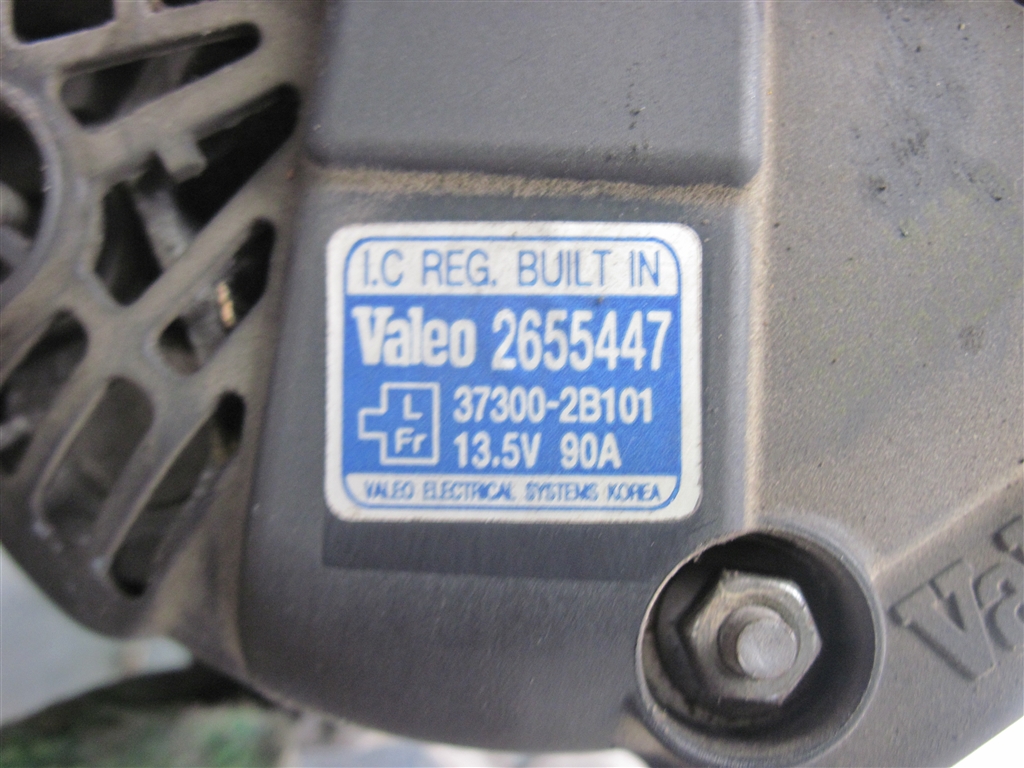 I.C REG. BUILT IN
Valeo 2655447
L 37300-2B101
Fr 13.5V 90A
VALEO ELECTRICAL SYSTEMS KOREA